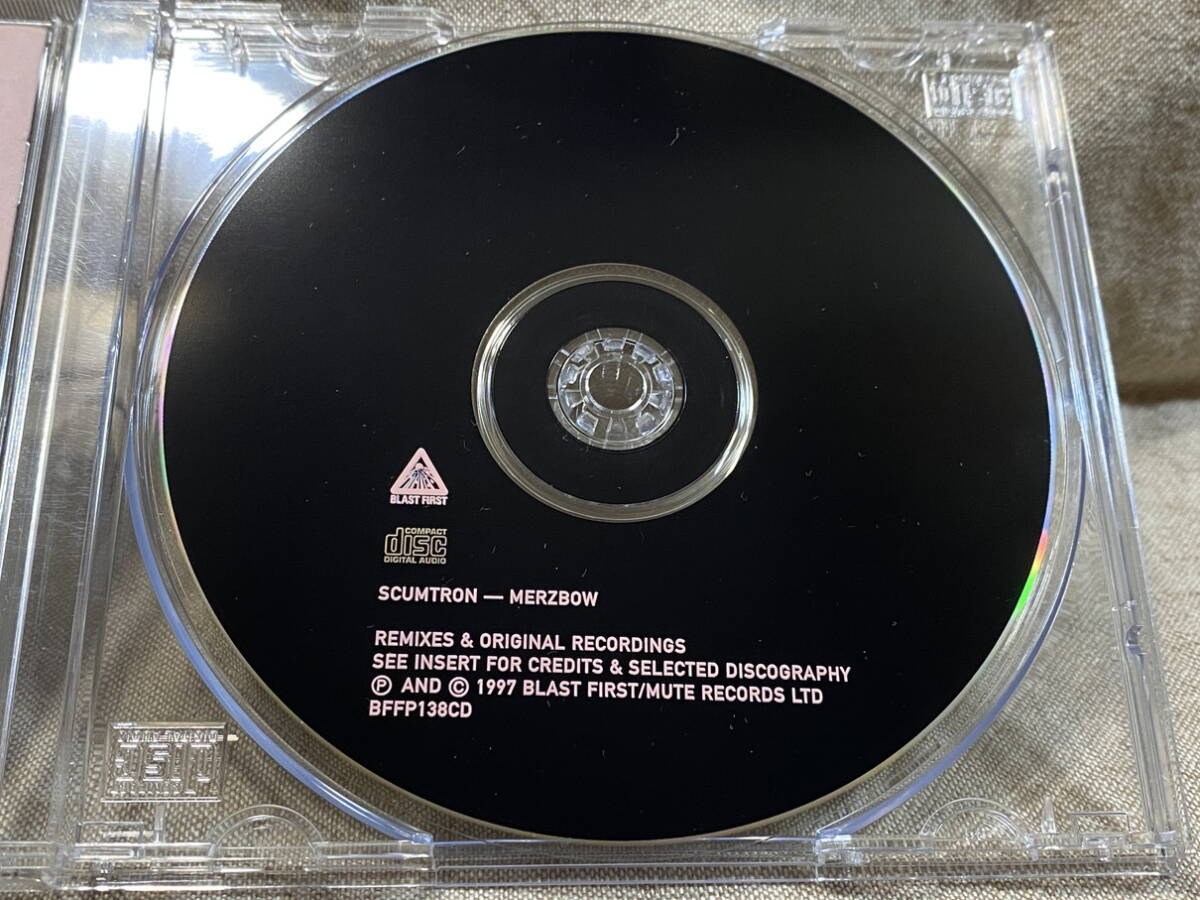 BLAST FIRST
COMPACT
disc
DIGITAL AUDIO
SCUMTRON — MERZBOW
REMIXES & ORIGINAL RECORDINGS
SEE INSERT FOR CREDITS & SELECTED DISCOGRAPHY
Ⓟ AND © 1997 BLAST FIRST/MUTE RECORDS LTD
BFFP138CD